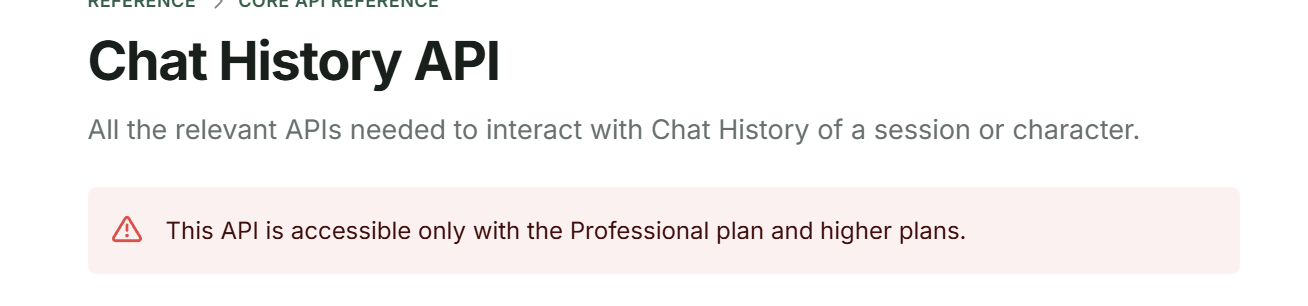 REFERENCE > CORE API REFERENCE
Chat History API
All the relevant APIs needed to interact with Chat History of a session or character.
This API is accessible only with the Professional plan and higher plans.